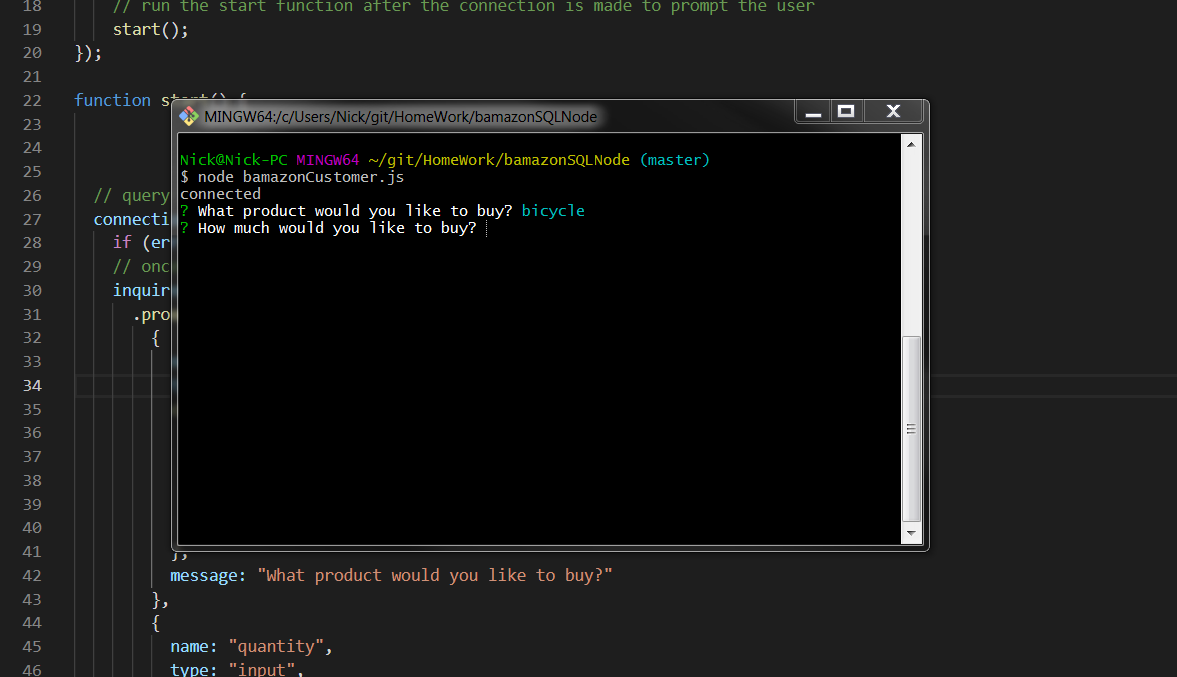 18 // run the start function after the connection is made to prompt the user
19 start();
20 });
21
22 function start() {
23
24
25
26 // query
27 connecti
28 if (er
29 // onc
30 inquir
31 .pro
32 {
33
34
35
36
37
38
39
40
41 },
42 message: "What product would you like to buy?"
43 },
44 {
45 name: "quantity",
46 type: "input",
MINGW64:/c/Users/Nick/git/HomeWork/bamazonSQLNode
Nick@Nick-PC MINGW64 ~/git/HomeWork/bamazonSQLNode (master)
$ node bamazonCustomer.js
connected
? What product would you like to buy? bicycle
? How much would you like to buy?